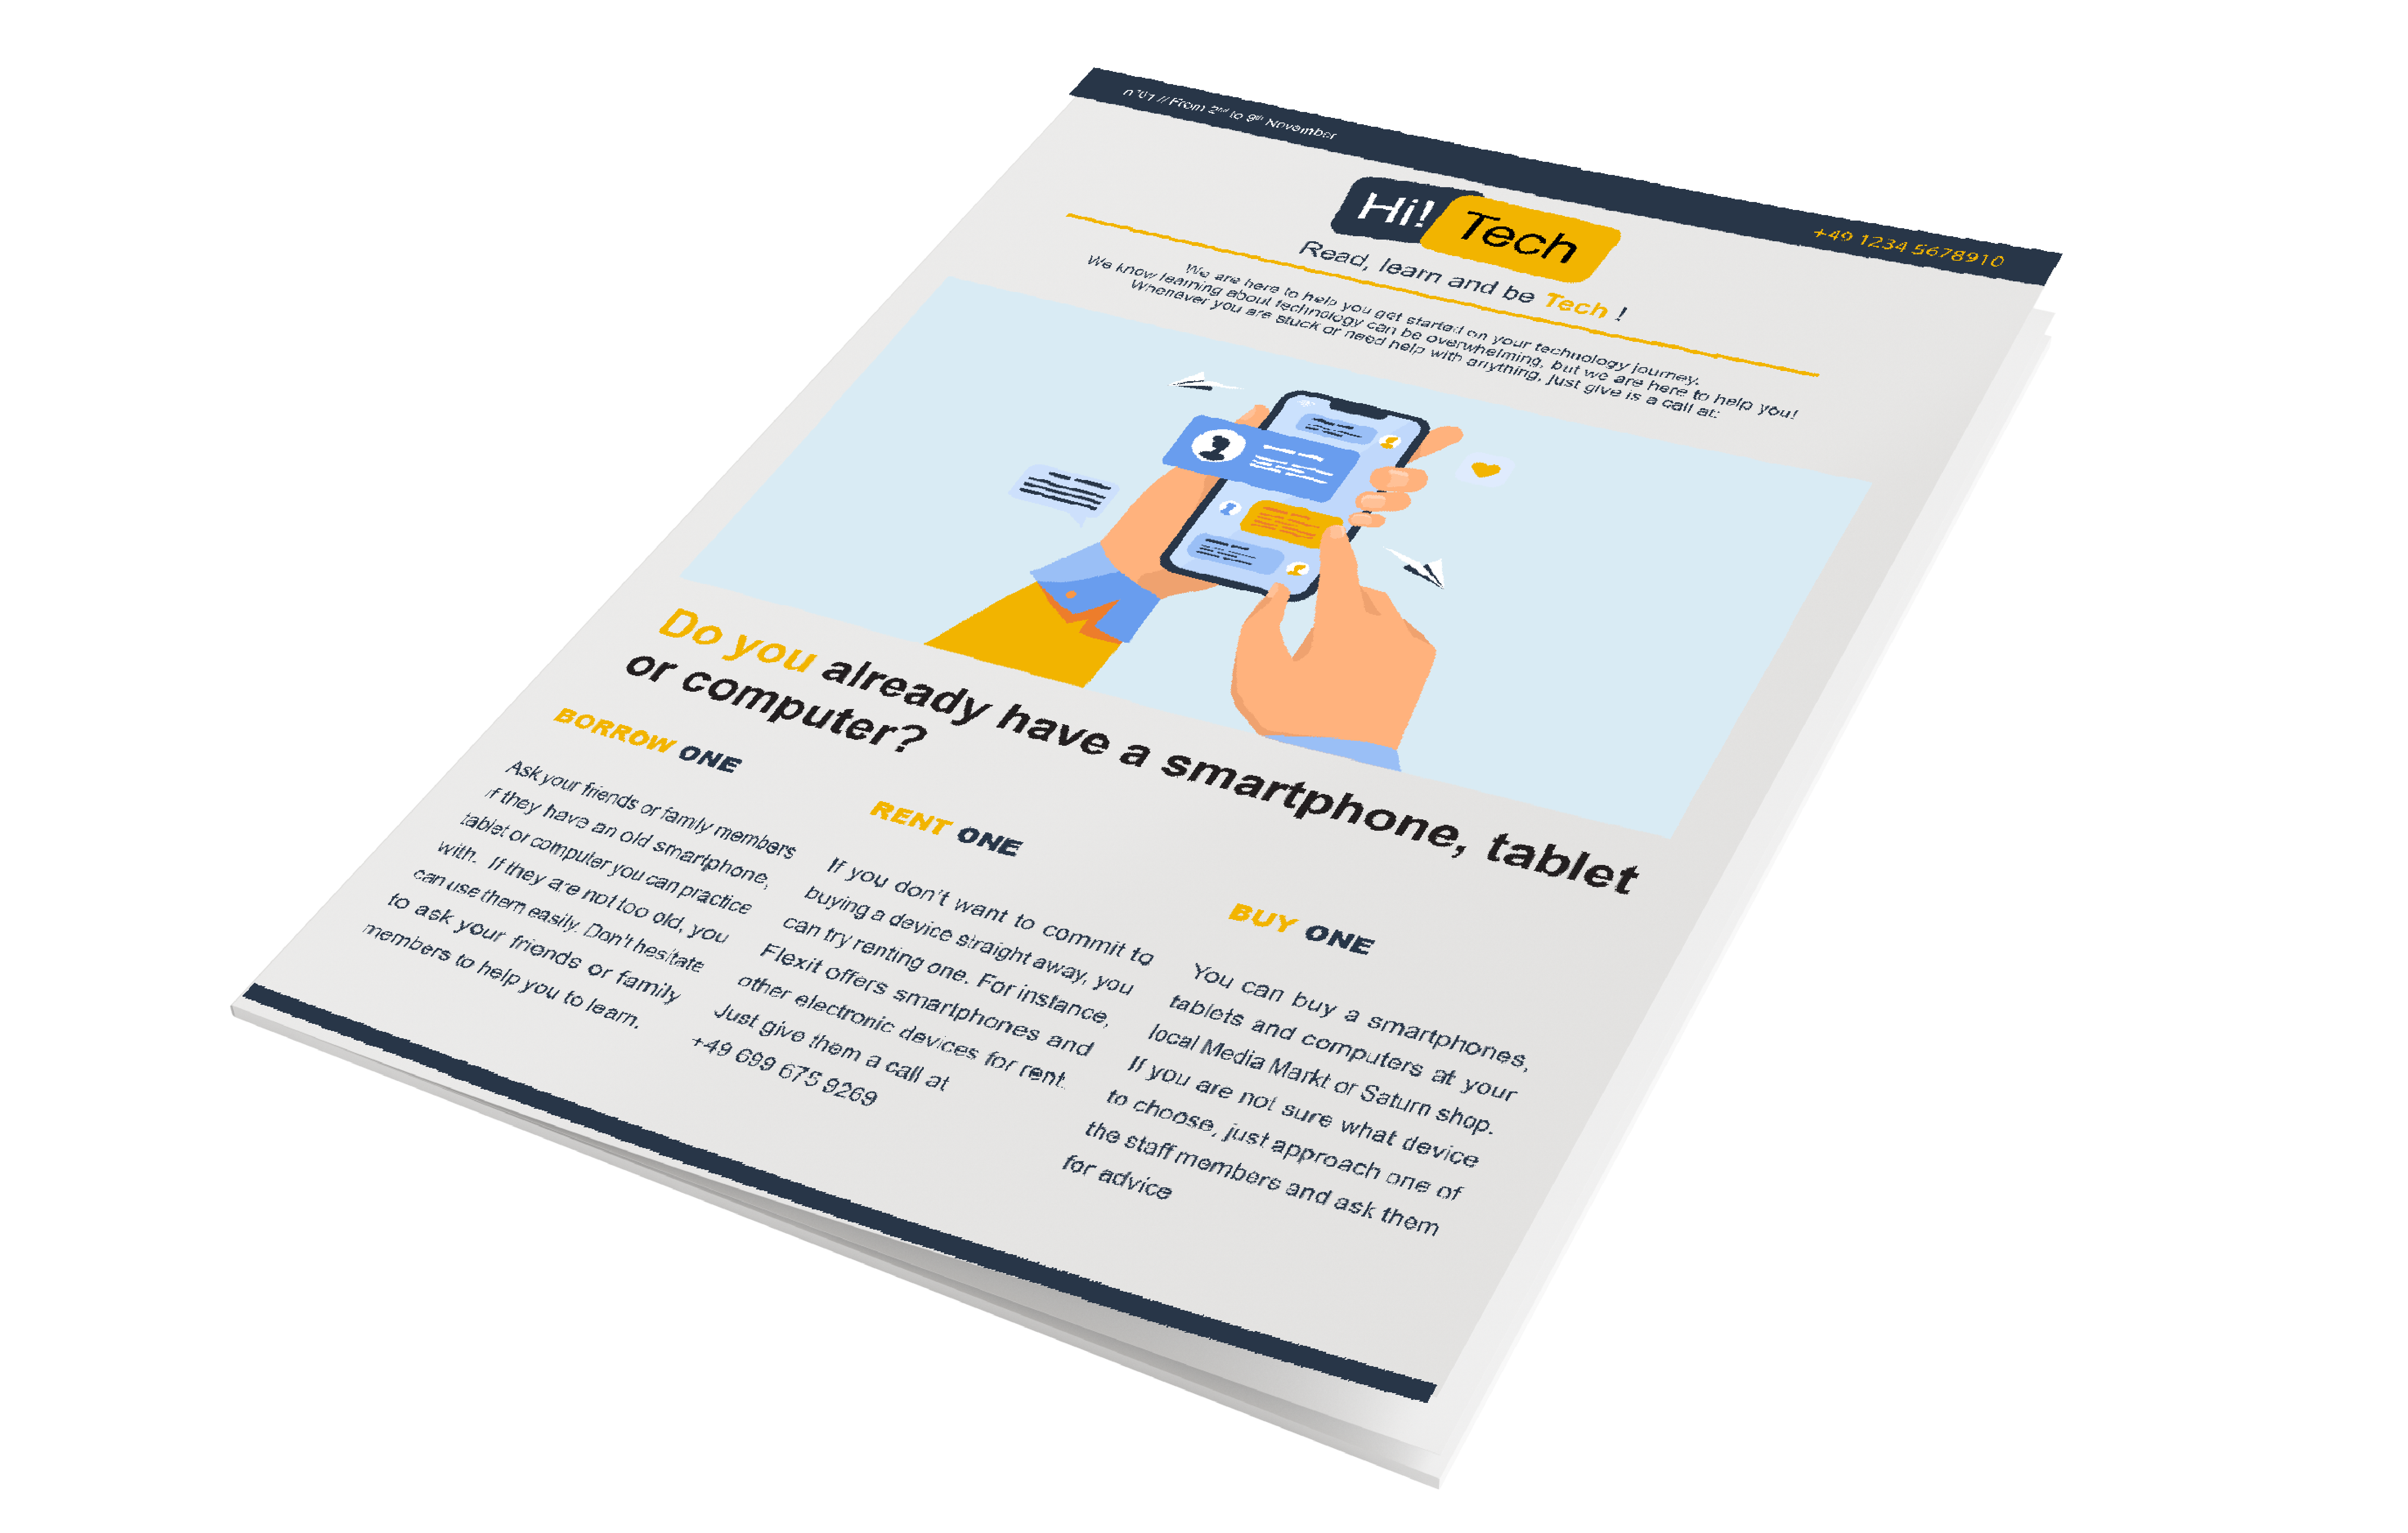 n°01 // From 2nd to 9th November
+49 1234 5678910
Hi! Tech
Read, learn and be Tech !
We are here to help you get started on your technology journey.
We know learning about technology can be overwhelming, but we are here to help you!
Whenever you are stuck or need help with anything, just give is a call at:
Do you already have a smartphone, tablet
or computer?
BORROW ONE
Ask your friends or family members
if they have an old smartphone,
tablet or computer you can practice
with. If they are not too old, you
can use them easily. Don't hesitate
to ask your friends or family
members to help you to learn.
RENT ONE
If you don't want to commit to
buying a device straight away, you
can try renting one. For instance,
Flexit offers smartphones and
other electronic devices for rent.
Just give them a call at
+49 699 675 9269
BUY ONE
You can buy a smartphones,
tablets and computers at your
local Media Markt or Saturn shop.
If you are not sure what device
to choose, just approach one of
the staff members and ask them
for advice